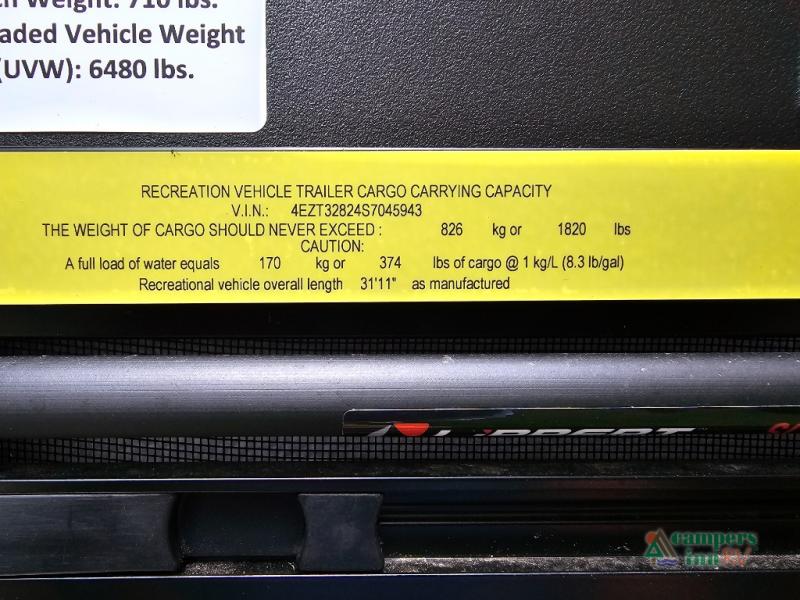 Weight: 710 lbs.
aded Vehicle Weight
(UVW): 6480 lbs.
RECREATION VEHICLE TRAILER CARGO CARRYING CAPACITY
V.I.N.: 4EZT32824S7045943
THE WEIGHT OF CARGO SHOULD NEVER EXCEED : 826 kg or 1820 lbs
CAUTION:
A full load of water equals 170 kg or 374 lbs of cargo @ 1 kg/L (8.3 lb/gal)
Recreational vehicle overall length 31'11" as manufactured
LIPPERT
campers
inn RV